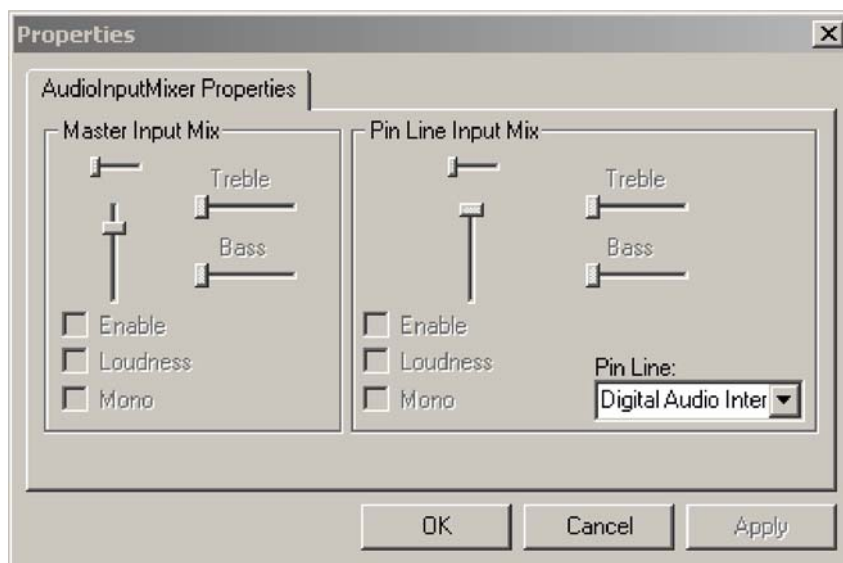 Properties
AudioInputMixer Properties
Master Input Mix
Treble
Bass
Enable
Loudness
Mono
Pin Line Input Mix
Treble
Bass
Enable
Loudness
Mono
Pin Line:
Digital Audio Inter
OK
Cancel
Apply